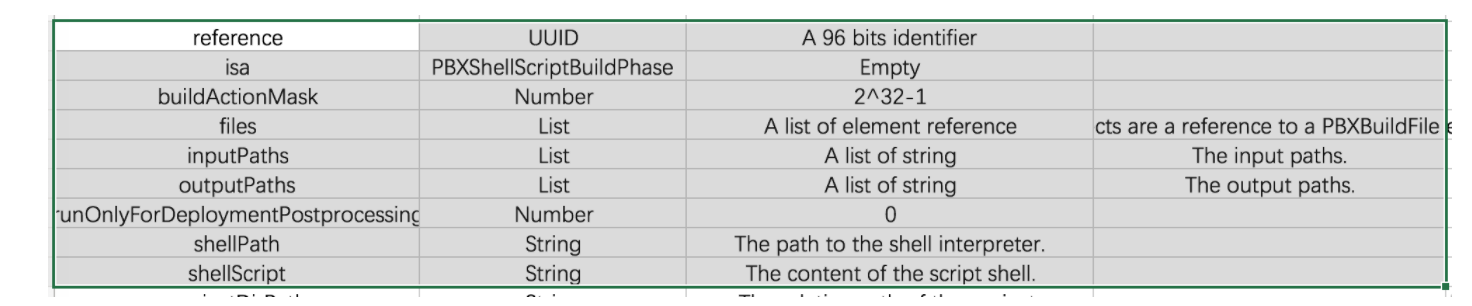 reference UUID A 96 bits identifier
isa PBXShellScriptBuildPhase Empty
buildActionMask Number 2^32-1
files List A list of element reference cts are a reference to a PBXBuildFile e
inputPaths List A list of string The input paths.
outputPaths List A list of string The output paths.
runOnlyForDeploymentPostprocessing Number 0
shellPath String The path to the shell interpreter.
shellScript String The content of the script shell.